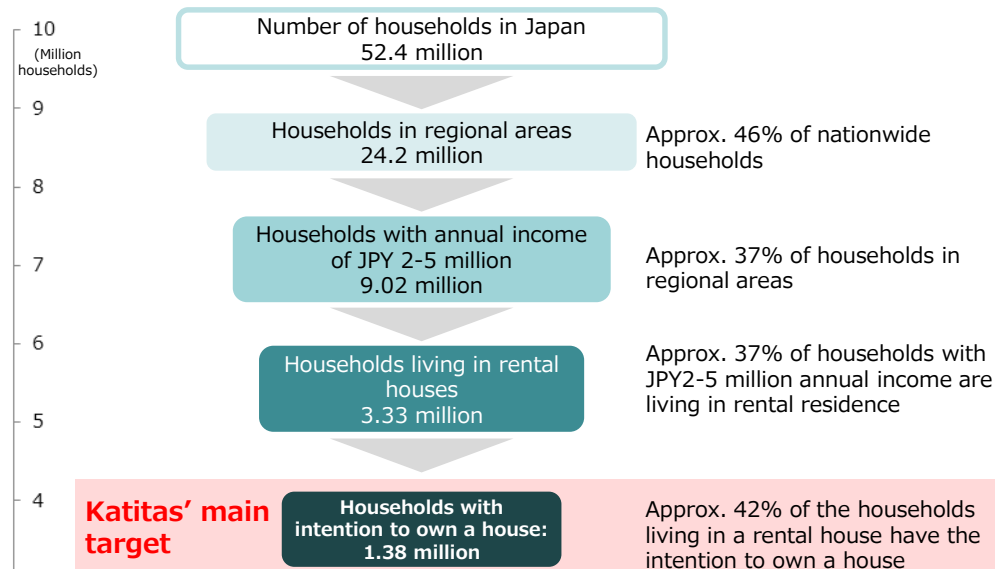 10
(Million
households)
9
8
7
6
5
4
Number of households in Japan
52.4 million
Households in regional areas
24.2 million
Approx. 46% of nationwide
households
Households with annual income
of JPY 2-5 million
9.02 million
Approx. 37% of households in
regional areas
Households living in rental
houses
3.33 million
Approx. 37% of households with
JPY2-5 million annual income are
living in rental residence
Katitas’ main
target
Households with
intention to own a house:
1.38 million
Approx. 42% of the households
living in a rental house have the
intention to own a house